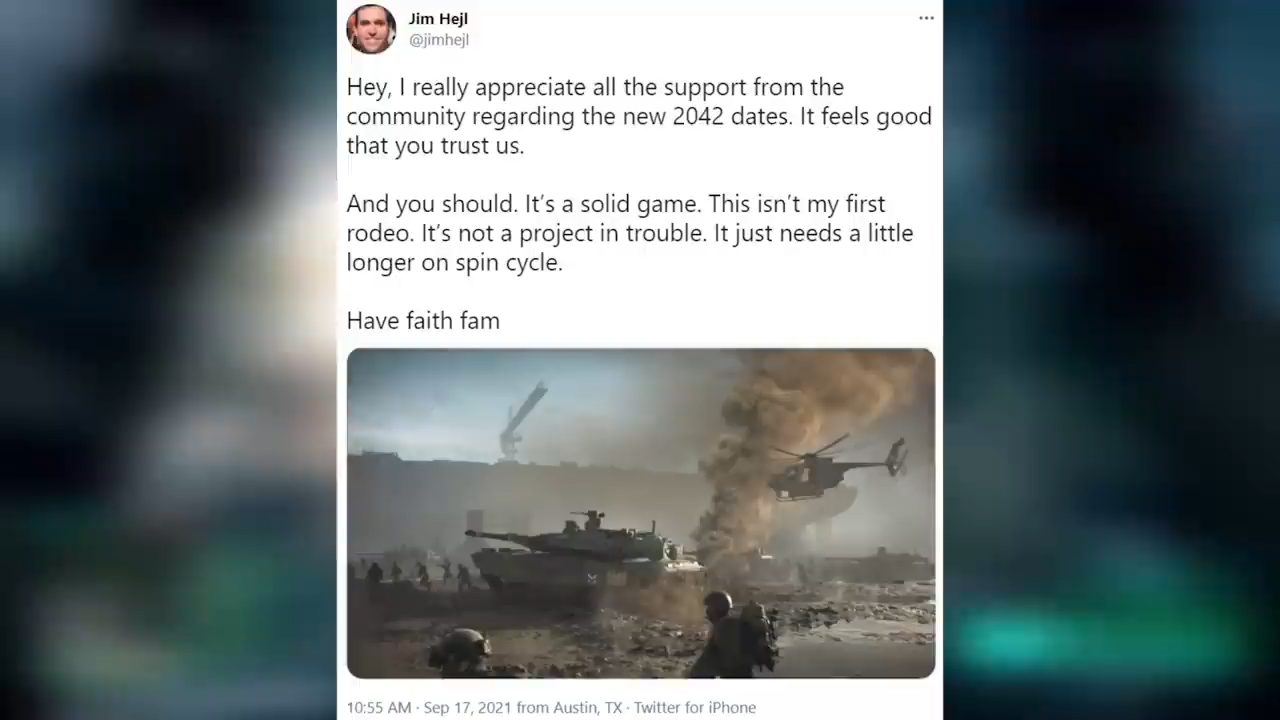 Jim Hejl
@jimhejl
Hey, I really appreciate all the support from the
community regarding the new 2042 dates. It feels good
that you trust us.
And you should. It’s a solid game. This isn’t my first
rodeo. It’s not a project in trouble. It just needs a little
longer on spin cycle.
Have faith fam
10:55 AM · Sep 17, 2021 from Austin, TX · Twitter for iPhone